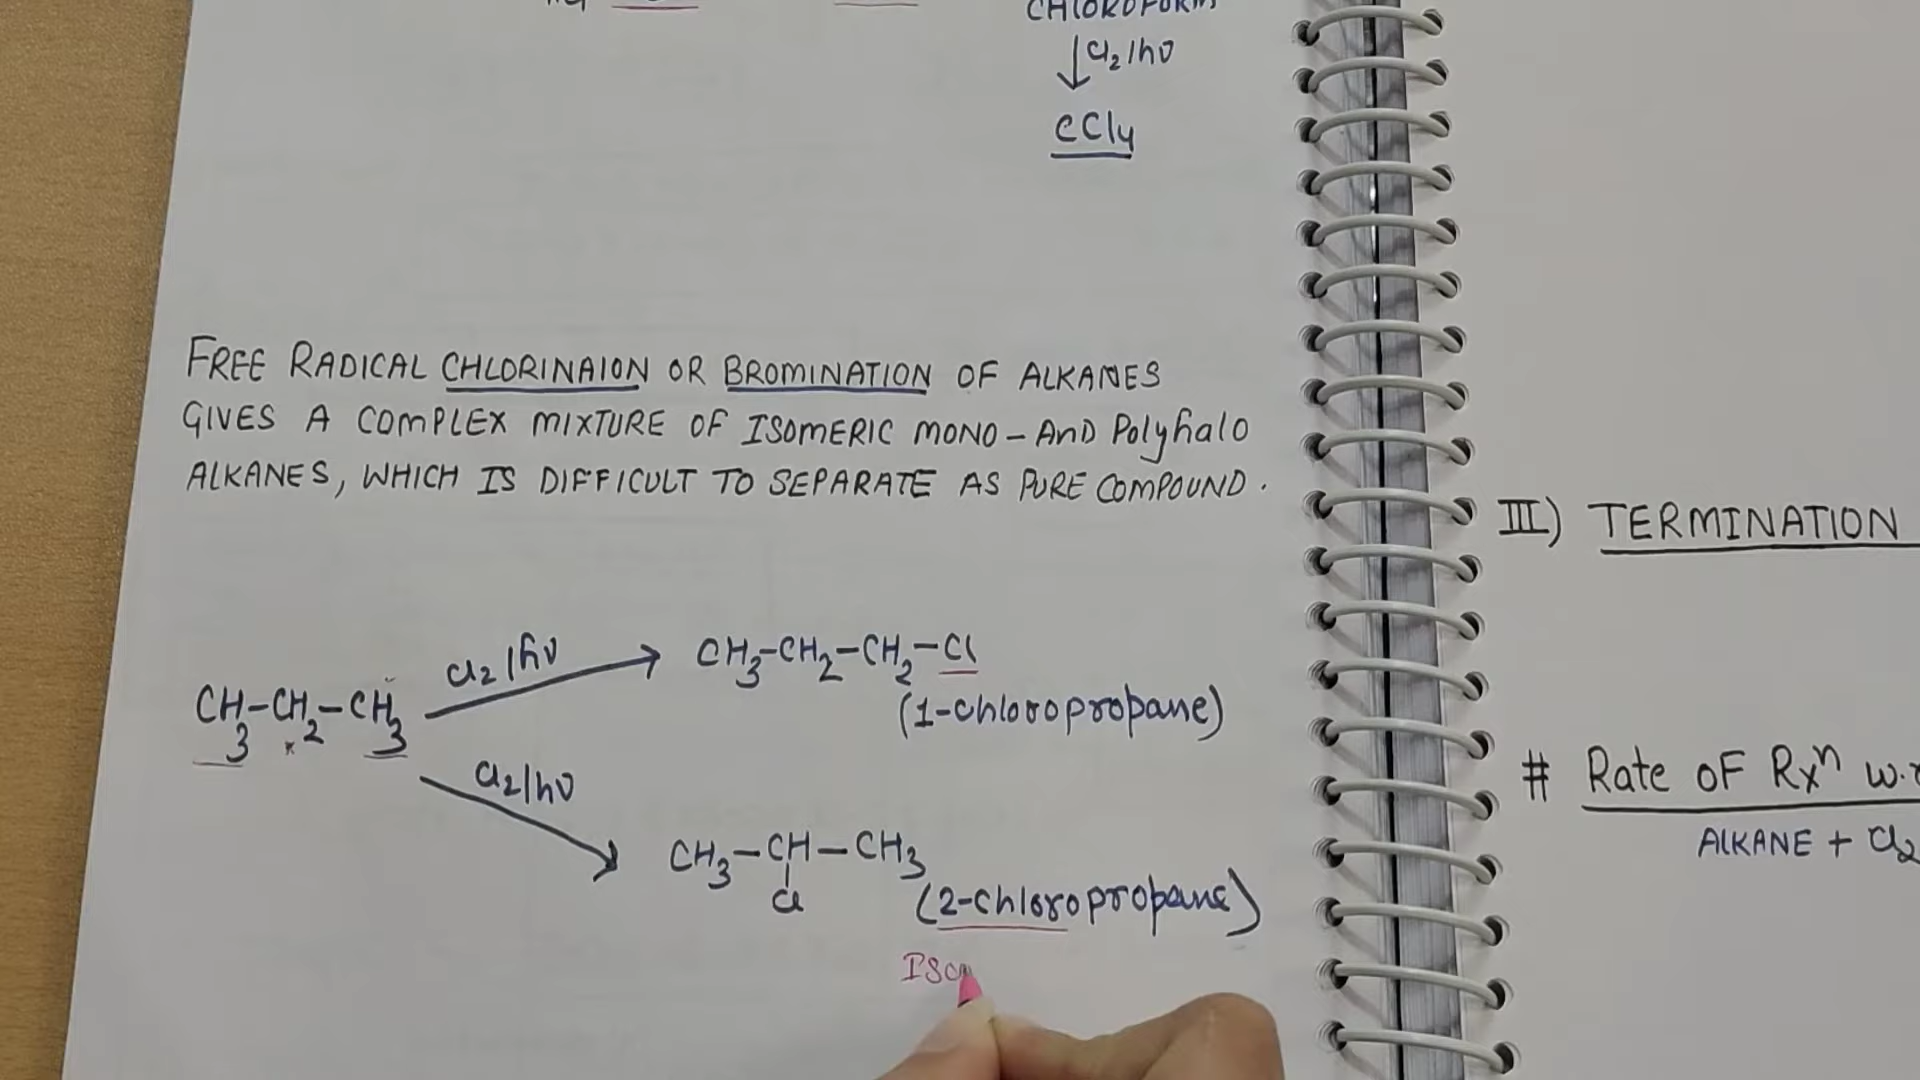 CHLOROFORM
↓ Cl2/hν
CCl4
FREE RADICAL CHLORINAION OR BROMINATION OF ALKANES
GIVES A COMPLEX MIXTURE OF ISOMERIC MONO-AND Polyhalo
ALKANES, WHICH IS DIFFICULT TO SEPARATE AS PURE COMPOUND.
Cl2/hν
CH3-CH2-CH2-Cl
(1-chloropropane)
CH3-CH2-CH3
Cl2/hν
CH3-CH-CH3
Cl
(2-chloropropane)
ISO
III) TERMINATION
# Rate OF Rxn w.r
ALKANE + Cl2